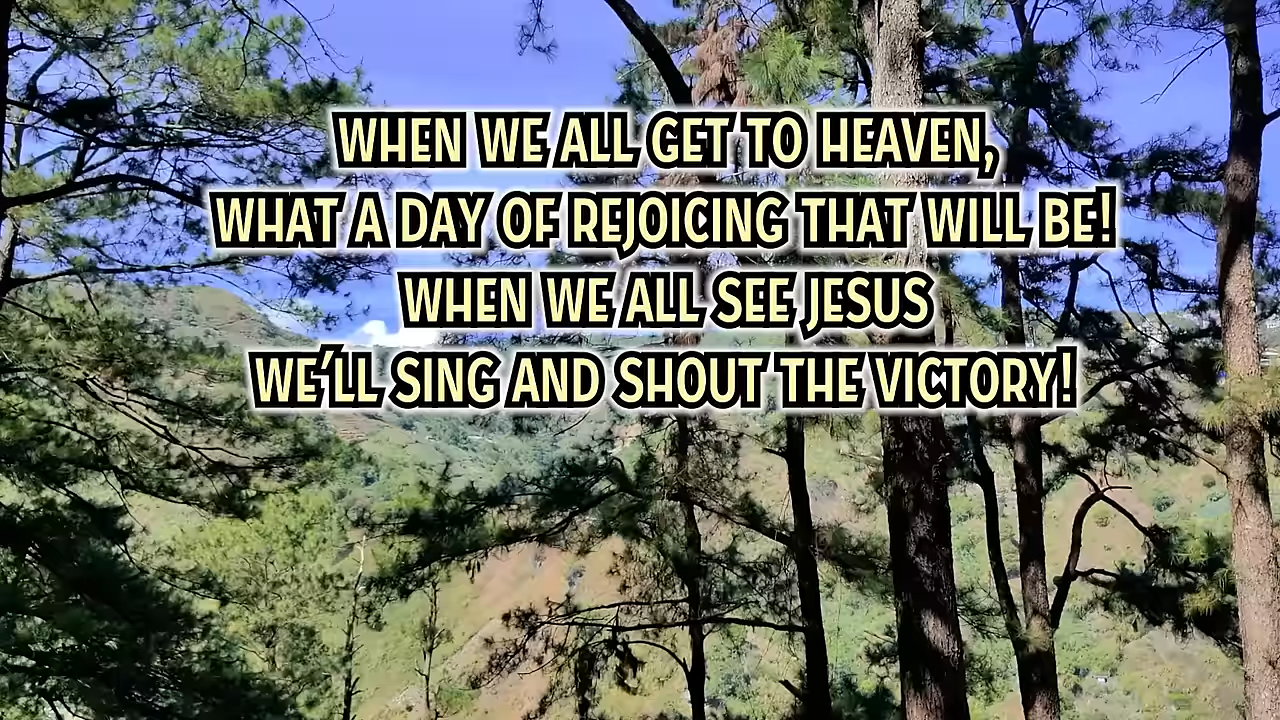 WHEN WE ALL GET TO HEAVEN,
WHAT A DAY OF REJOICING THAT WILL BE!
WHEN WE ALL SEE JESUS
WE'LL SING AND SHOUT THE VICTORY!